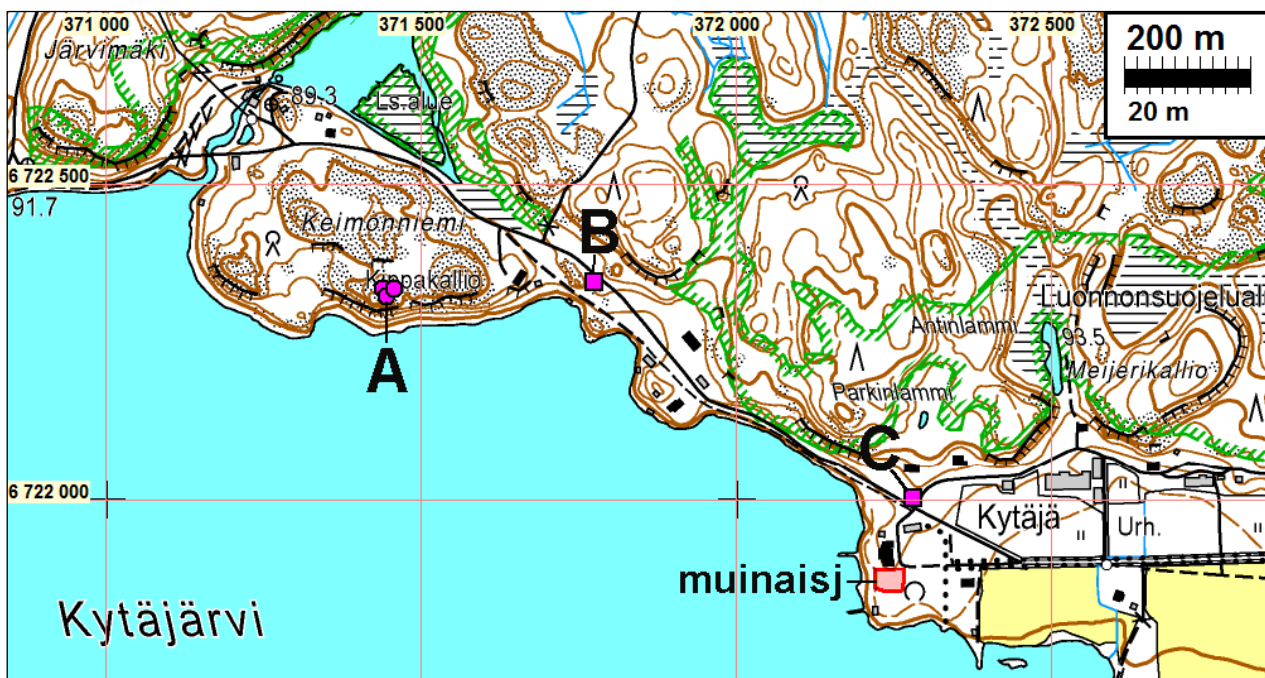 371 000
371 500
372 000
372 500
200 m
20 m
Järvimäki
89.3
Ls.alue
6 722 500
91.7
Keimonniemi
B
Kippakallio
A
Luonnonsuojelual
Antinlammi
93.5
Meijerikallio
Parkinlammi
C
6 722 000
Kytäjä
Urh.
muinaisj
Kytäjärvi